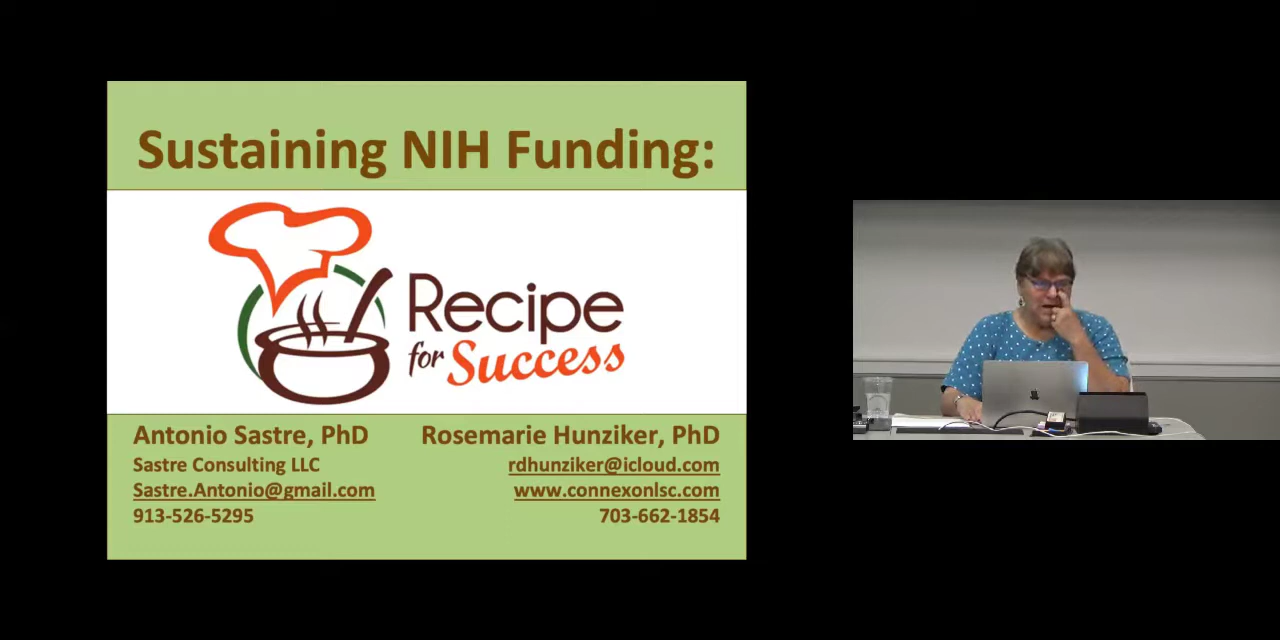 Sustaining NIH Funding:
Recipe
for Success
Antonio Sastre, PhD
Sastre Consulting LLC
Sastre.Antonio@gmail.com
913-526-5295
Rosemarie Hunziker, PhD
rdhunziker@icloud.com
www.connexonlsc.com
703-662-1854